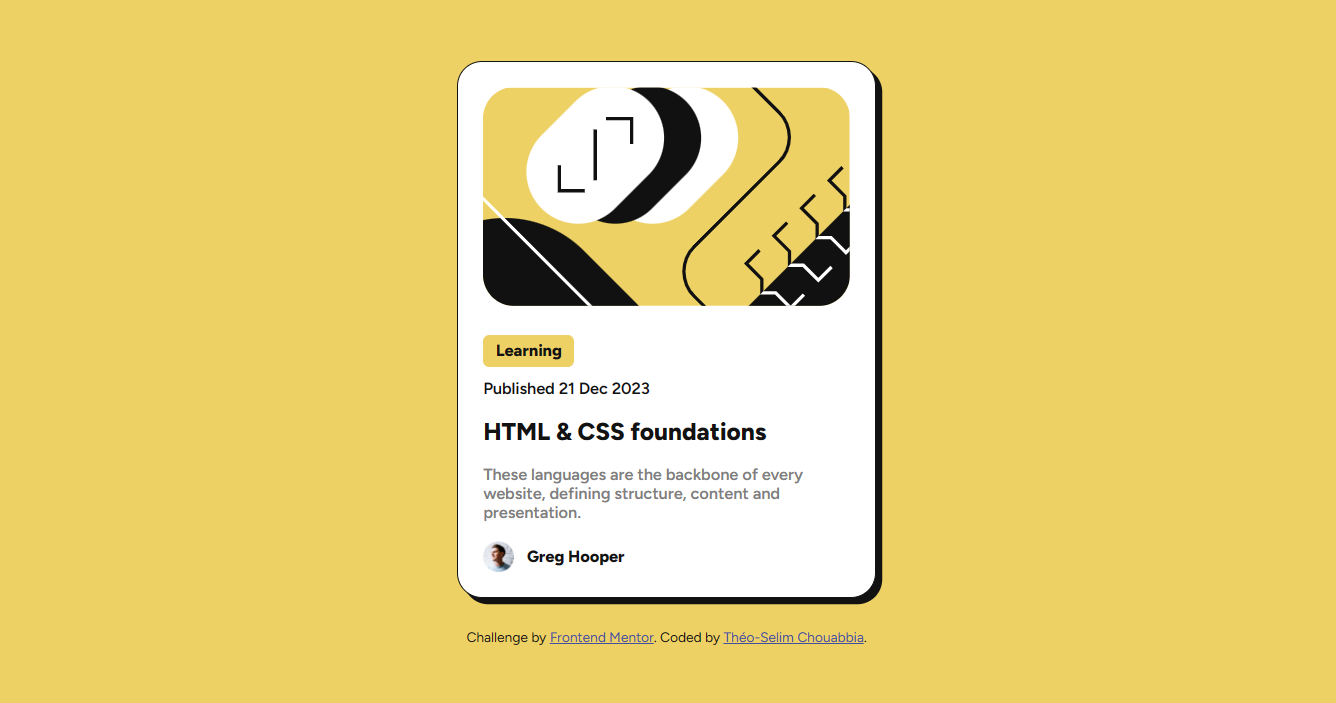 Learning
Published 21 Dec 2023
HTML & CSS foundations
These languages are the backbone of every
website, defining structure, content and
presentation.
Greg Hooper
Challenge by Frontend Mentor. Coded by Théo-Selim Chouabbia.